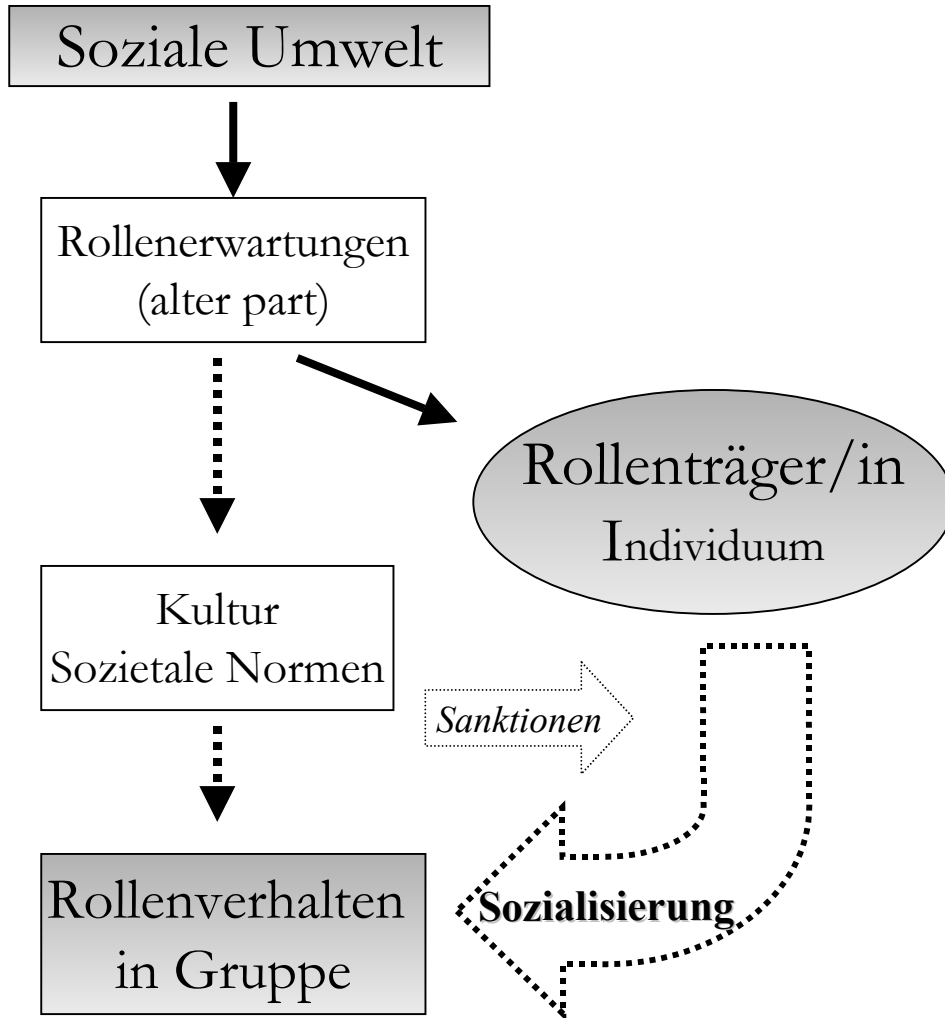 Soziale Umwelt
Rollenerwartungen
(alter part)
Rollenträger/in
Individuum
Kultur
Sozietale Normen
Sanktionen
Rollenverhalten
in Gruppe
Sozialisierung